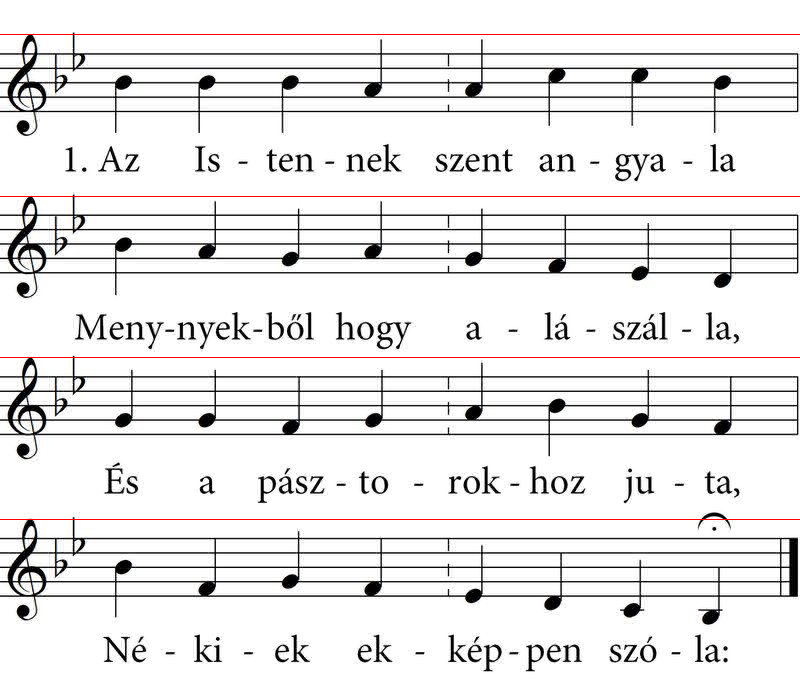 1. Az Is - ten - nek szent an - gya - la
Meny-nyek-ből hogy a - lá - szál - la,
És a pász - to - rok - hoz ju - ta,
Né - ki - ek ek - kép - pen szó - la: